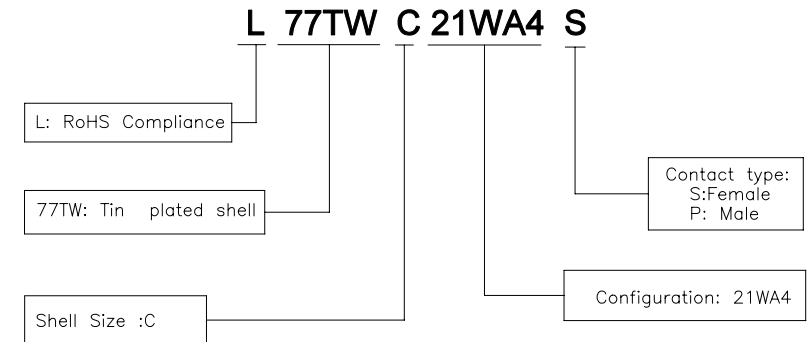 L 77TW C 21WA4 S
L: RoHS Compliance
77TW: Tin plated shell
Shell Size :C
Contact type:
S:Female
P: Male
Configuration: 21WA4